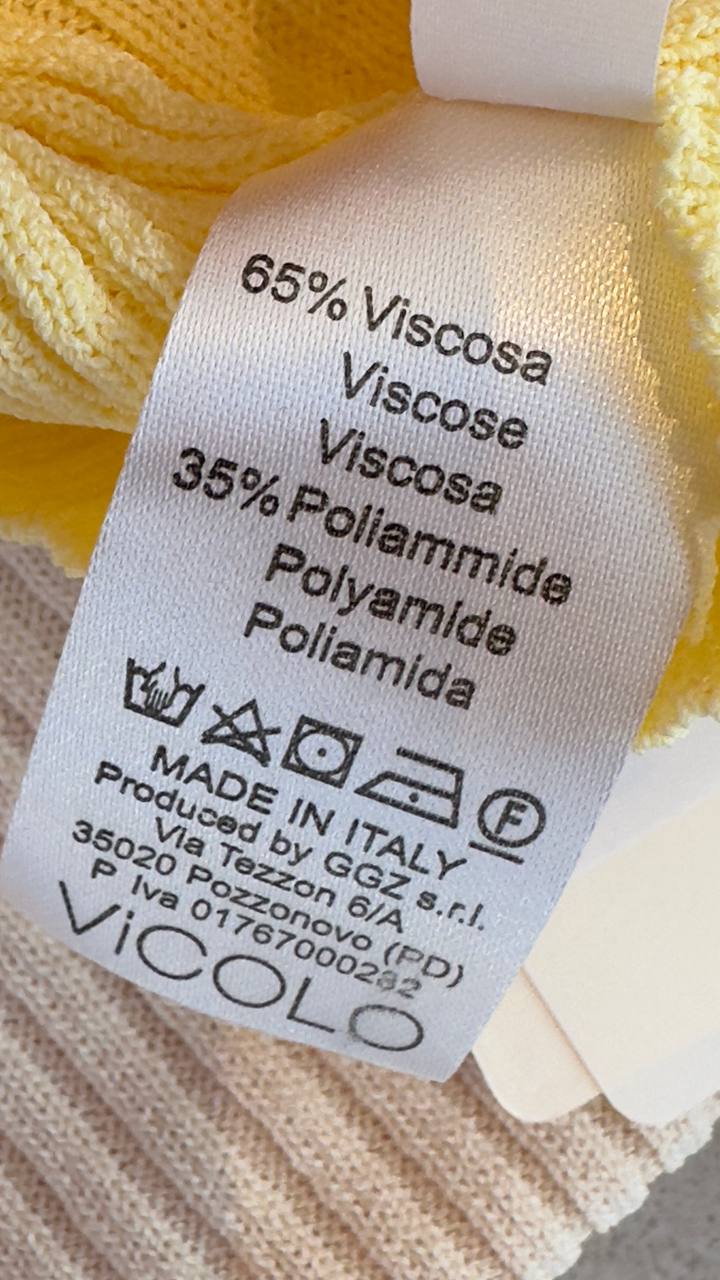 65% Viscosa
Viscose
Viscosa
35% Poliammide
Polyamide
Poliamida
F
MADE IN ITALY
Produced by GGZ s.r.l.
Via Tezzon 6/A
35020 Pozzonovo (PD)
P Iva 01767000282
ViCOLO